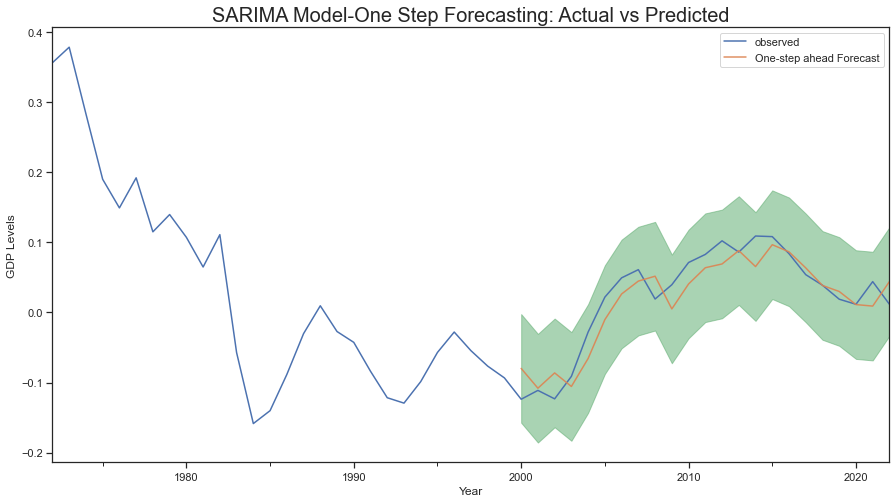 SARIMA Model-One Step Forecasting: Actual vs Predicted
observed
One-step ahead Forecast
0.4
0.3
0.2
0.1
0.0
−0.1
−0.2
GDP Levels
1980
1990
2000
2010
2020
Year